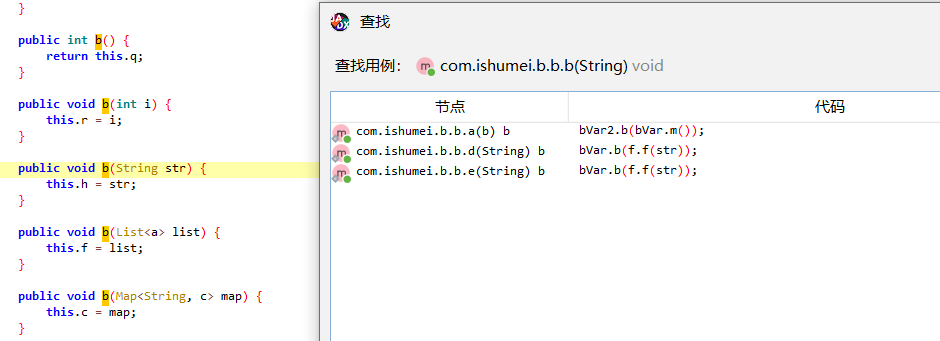 }
public int b() {
return this.q;
}
public void b(int i) {
this.r = i;
}
public void b(String str) {
this.h = str;
}
public void b(List<a> list) {
this.f = list;
}
public void b(Map<String, c> map) {
this.c = map;
}
查找
查找用例: m com.ishumei.b.b.b(String) void
节点 代码
m com.ishumei.b.b.a(b) b bVar2.b(bVar.m());
m com.ishumei.b.b.d(String) b bVar.b(f.f(str));
m com.ishumei.b.b.e(String) b bVar.b(f.f(str));